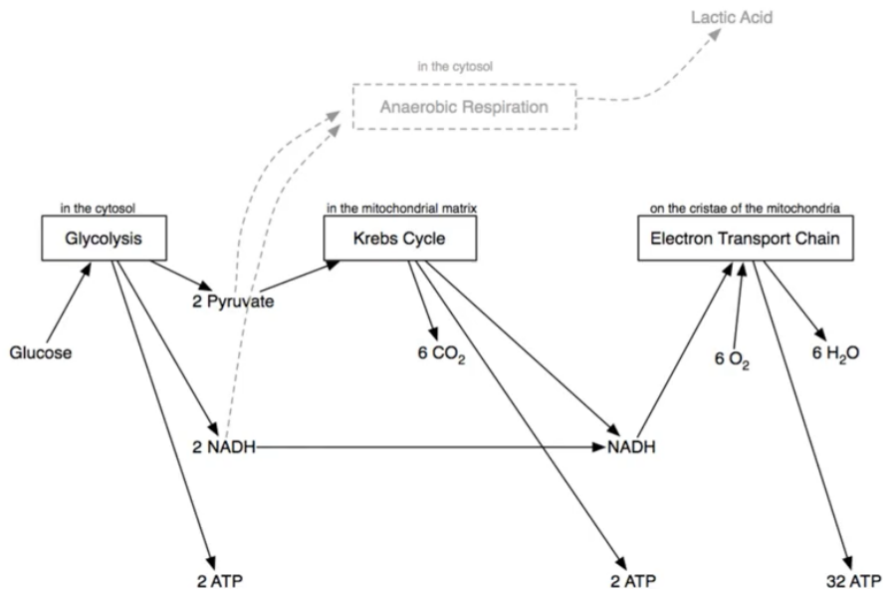 Lactic Acid
in the cytosol
Anaerobic Respiration
in the cytosol
Glycolysis
in the mitochondrial matrix
Krebs Cycle
on the cristae of the mitochondria
Electron Transport Chain
2 Pyruvate
Glucose
6 CO₂
6 O₂
6 H₂O
2 NADH
NADH
2 ATP
2 ATP
32 ATP